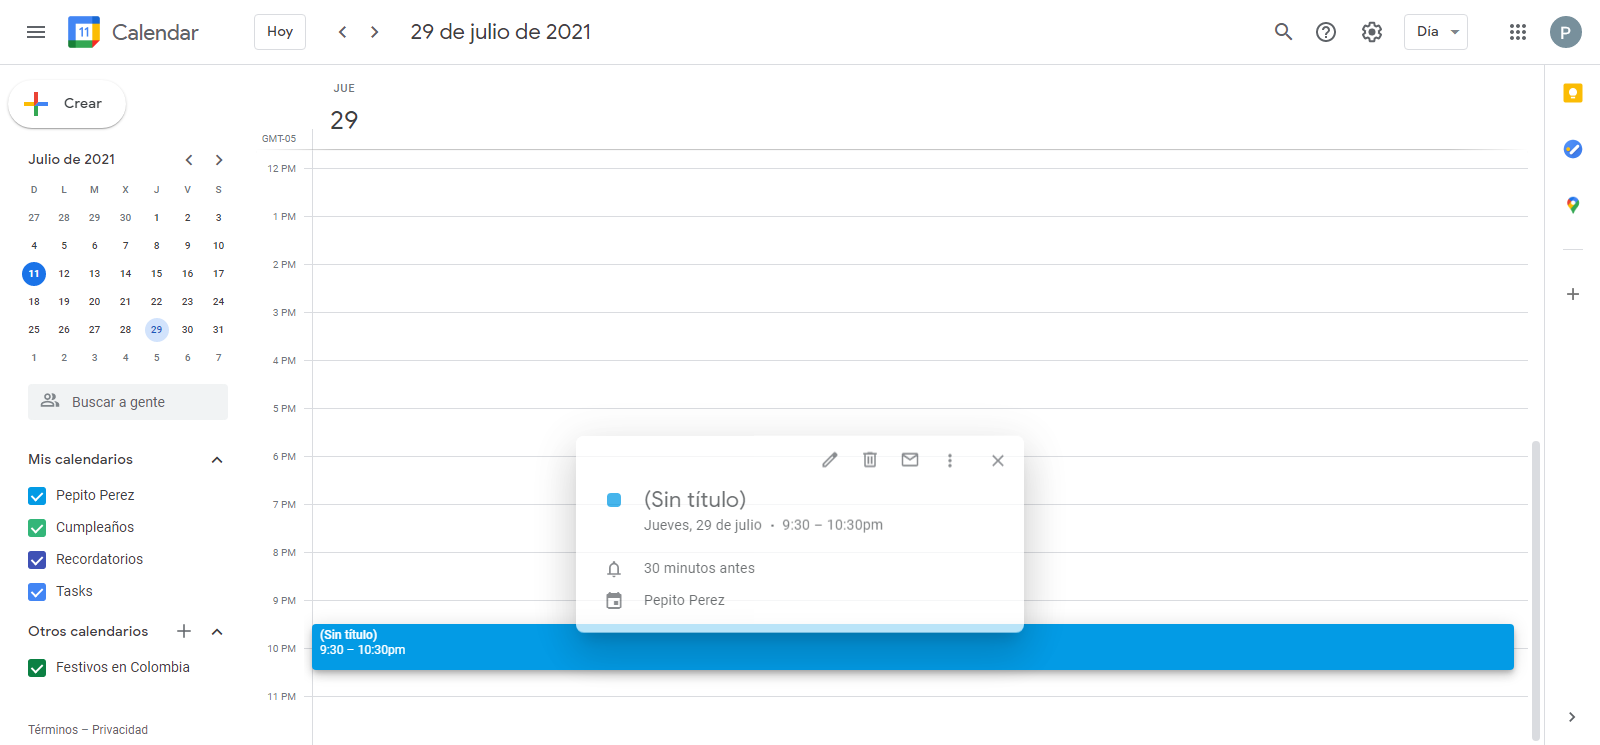 11 Calendar Hoy 29 de julio de 2021 Día P
Crear
Julio de 2021
D L M X J V S
27 28 29 30 1 2 3
4 5 6 7 8 9 10
11 12 13 14 15 16 17
18 19 20 21 22 23 24
25 26 27 28 29 30 31
1 2 3 4 5 6 7
Buscar a gente
Mis calendarios
Pepito Perez
Cumpleaños
Recordatorios
Tasks
Otros calendarios
Festivos en Colombia
Términos – Privacidad
JUE
29
GMT-05
12 PM
1 PM
2 PM
3 PM
4 PM
5 PM
6 PM
7 PM
8 PM
9 PM
10 PM
11 PM
(Sin título)
Jueves, 29 de julio • 9:30 – 10:30pm
30 minutos antes
Pepito Perez
(Sin título)
9:30 – 10:30pm